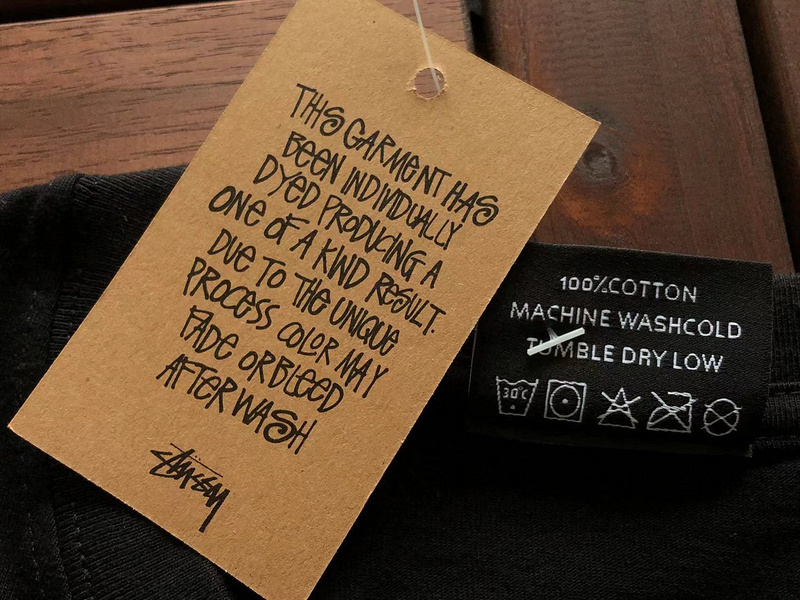 THIS GARMENT HAS
BEEN INDIVIDUALLY
DYED PRODUCING A
ONE OF A KIND RESULT.
DUE TO THE UNIQUE
PROCESS COLOR MAY
FADE OR BLEED
AFTER WASH
Stüssy
100%COTTON
MACHINE WASHCOLD
TUMBLE DRY LOW
30°C